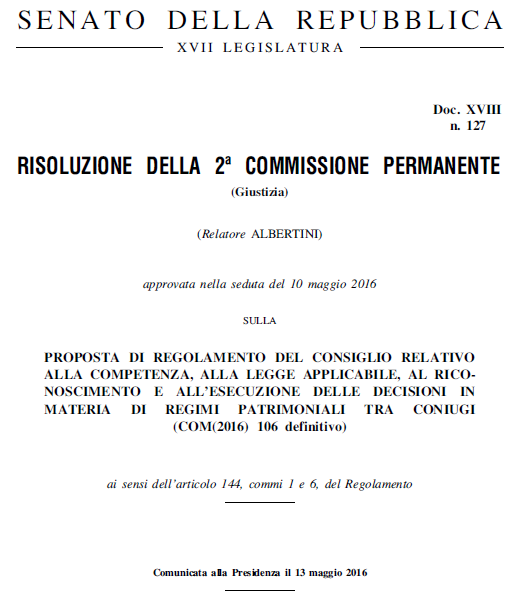 SENATO DELLA REPUBBLICA
XVII LEGISLATURA
Doc. XVIII
n. 127
RISOLUZIONE DELLA 2ª COMMISSIONE PERMANENTE
(Giustizia)
(Relatore ALBERTINI)
approvata nella seduta del 10 maggio 2016
SULLA
PROPOSTA DI REGOLAMENTO DEL CONSIGLIO RELATIVO
ALLA COMPETENZA, ALLA LEGGE APPLICABILE, AL RICO-
NOSCIMENTO E ALL'ESECUZIONE DELLE DECISIONI IN
MATERIA DI REGIMI PATRIMONIALI TRA CONIUGI
(COM(2016) 106 definitivo)
ai sensi dell'articolo 144, commi 1 e 6, del Regolamento
Comunicata alla Presidenza il 13 maggio 2016